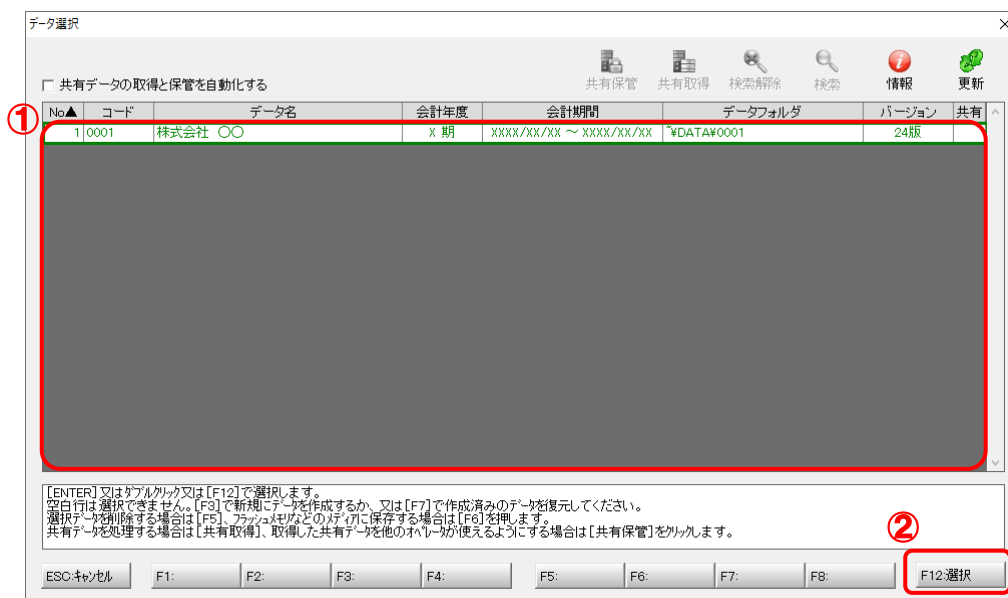 データ選択
共有データの取得と保管を自動化する
共有保管 共有取得 検索解除 検索 情報 更新
①
No▲ コード データ名 会計年度 会計期間 データフォルダ バージョン 共有
1 0001 株式会社 〇〇 X 期 XXXX/XX/XX ～ XXXX/XX/XX ~¥DATA¥0001 24版
[ENTER]又はダブルクリック又は[F12]で選択します。
空白行は選択できません。[F3]で新規にデータを作成するか、又は[F7]で作成済みのデータを復元してください。
選択データを削除する場合は[F5]、フラッシュメモリなどのメディアに保存する場合は[F6]を押します。
共有データを処理する場合は[共有取得]、取得した共有データを他のオペレータが使えるようにする場合は[共有保管]をクリックします。
②
ESC:キャンセル F1: F2: F3: F4: F5: F6: F7: F8: F12:選択